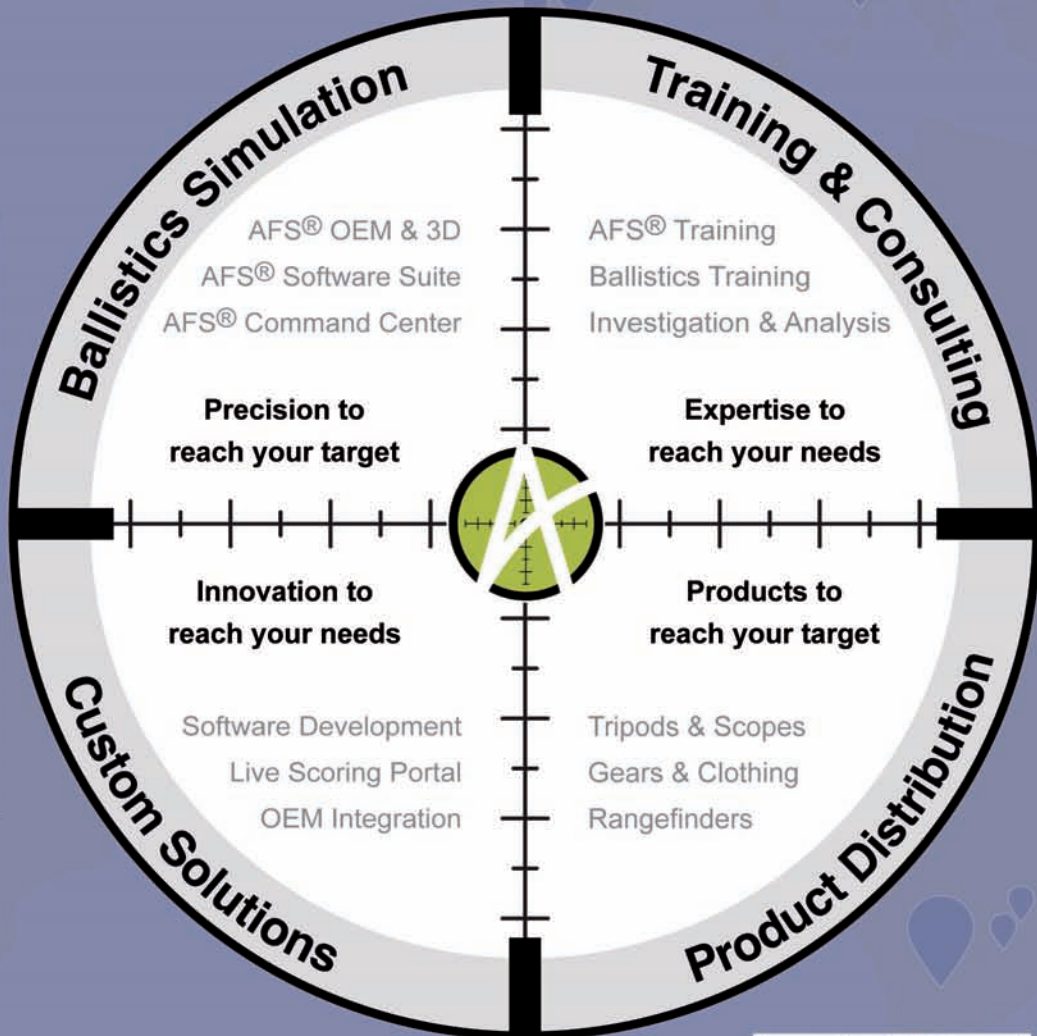 Ballistics Simulation
AFS® OEM & 3D
AFS® Software Suite
AFS® Command Center
Precision to
reach your target
Training & Consulting
AFS® Training
Ballistics Training
Investigation & Analysis
Expertise to
reach your needs
Innovation to
reach your needs
Software Development
Live Scoring Portal
OEM Integration
Custom Solutions
Products to
reach your target
Tripods & Scopes
Gears & Clothing
Rangefinders
Product Distribution